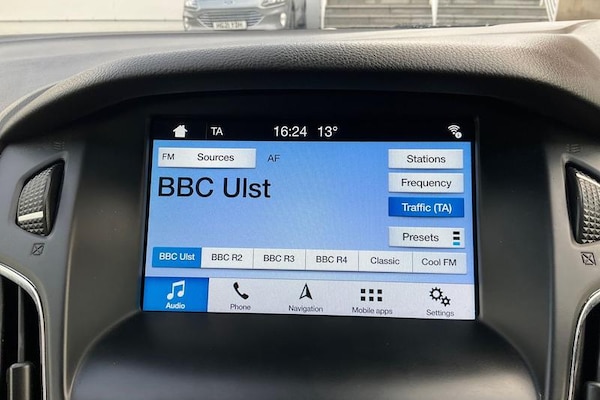 TA 16:24 13°
FM Sources AF Stations
BBC Ulst
Frequency
Traffic (TA)
Presets
BBC Ulst BBC R2 BBC R3 BBC R4 Classic Cool FM
Audio Phone Navigation Mobile apps Settings